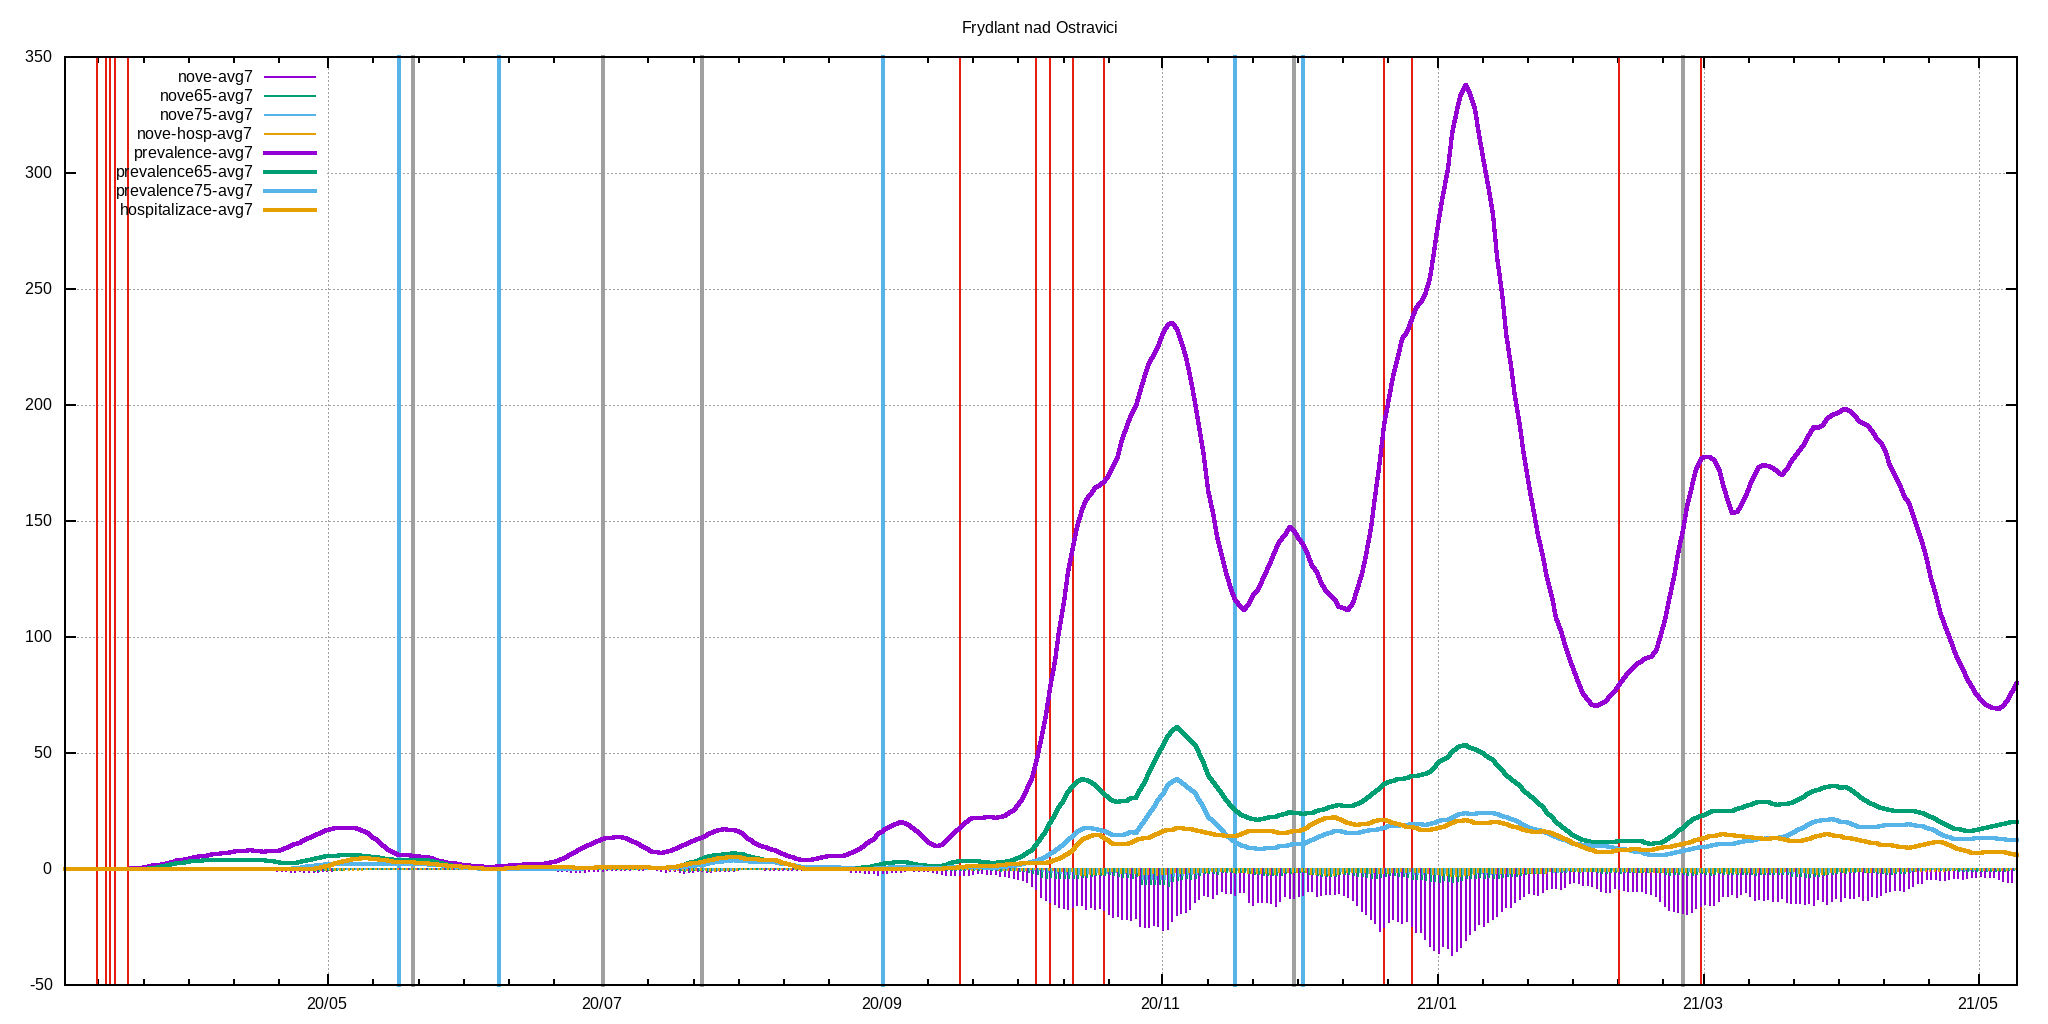 Frydlant nad Ostravici
350
300
250
200
150
100
50
0
-50
nove-avg7
nove65-avg7
nove75-avg7
nove-hosp-avg7
prevalence-avg7
prevalence65-avg7
prevalence75-avg7
hospitalizace-avg7
20/05
20/07
20/09
20/11
21/01
21/03
21/05